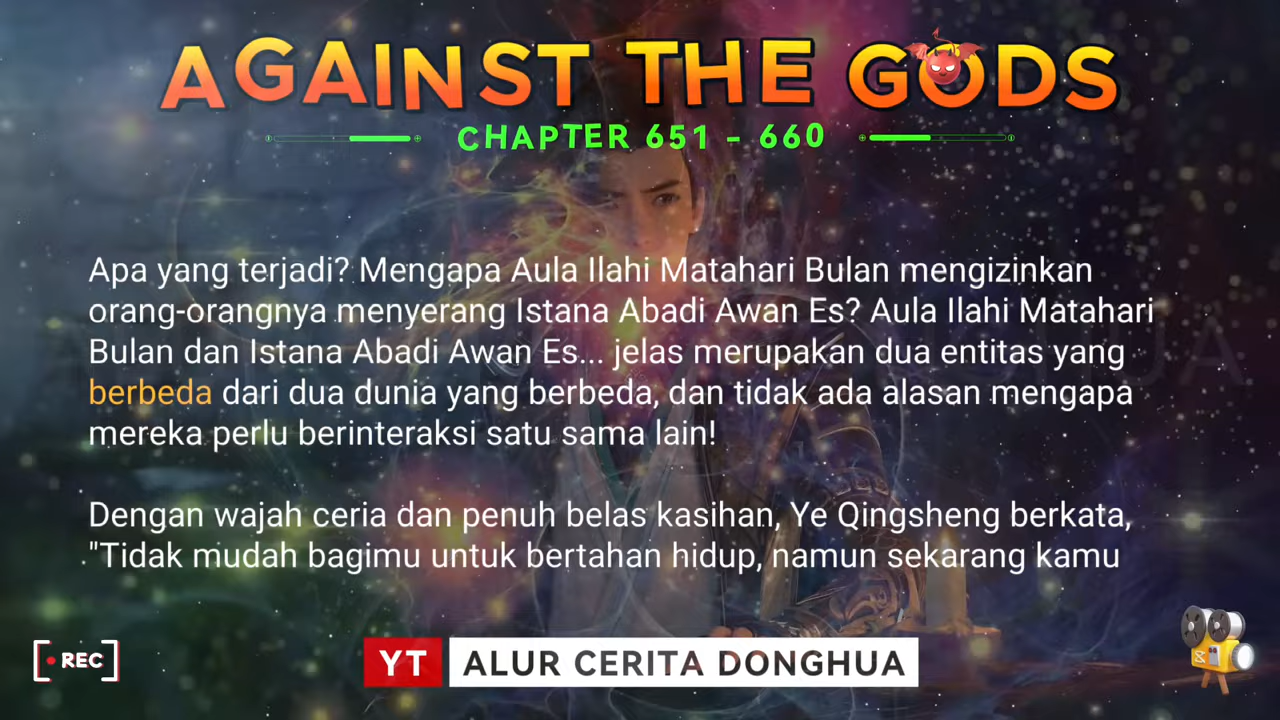 AGAINST THE GODS
CHAPTER 651 - 660
Apa yang terjadi? Mengapa Aula Ilahi Matahari Bulan mengizinkan
orang-orangnya menyerang Istana Abadi Awan Es? Aula Ilahi Matahari
Bulan dan Istana Abadi Awan Es... jelas merupakan dua entitas yang
berbeda dari dua dunia yang berbeda, dan tidak ada alasan mengapa
mereka perlu berinteraksi satu sama lain!
Dengan wajah ceria dan penuh belas kasihan, Ye Qingsheng berkata,
"Tidak mudah bagimu untuk bertahan hidup, namun sekarang kamu
REC
YT ALUR CERITA DONGHUA